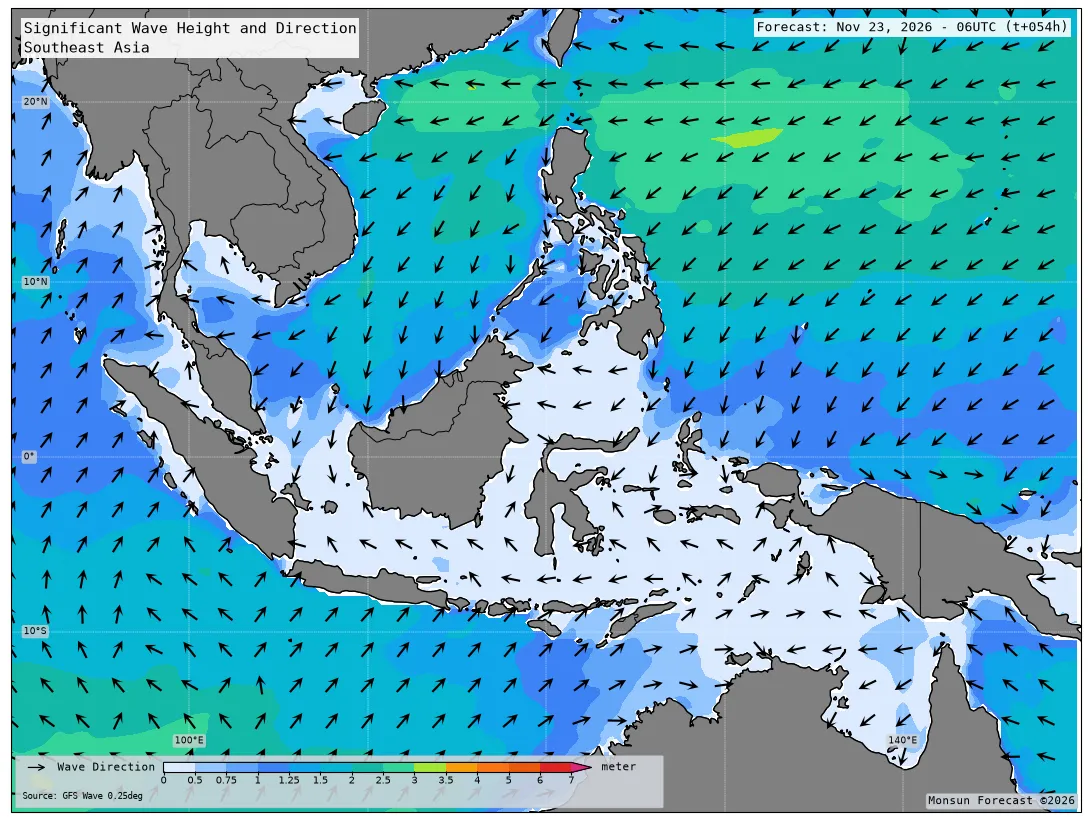 Significant Wave Height and Direction
Southeast Asia
Forecast: Nov 23, 2026 - 06UTC (t+054h)
20°N
10°N
0°
10°S
100°E
140°E
Wave Direction
0 0.5 0.75 1 1.25 1.5 2 2.5 3 3.5 4 5 6 7
meter
Source: GFS Wave 0.25deg
Monsun Forecast ©2026